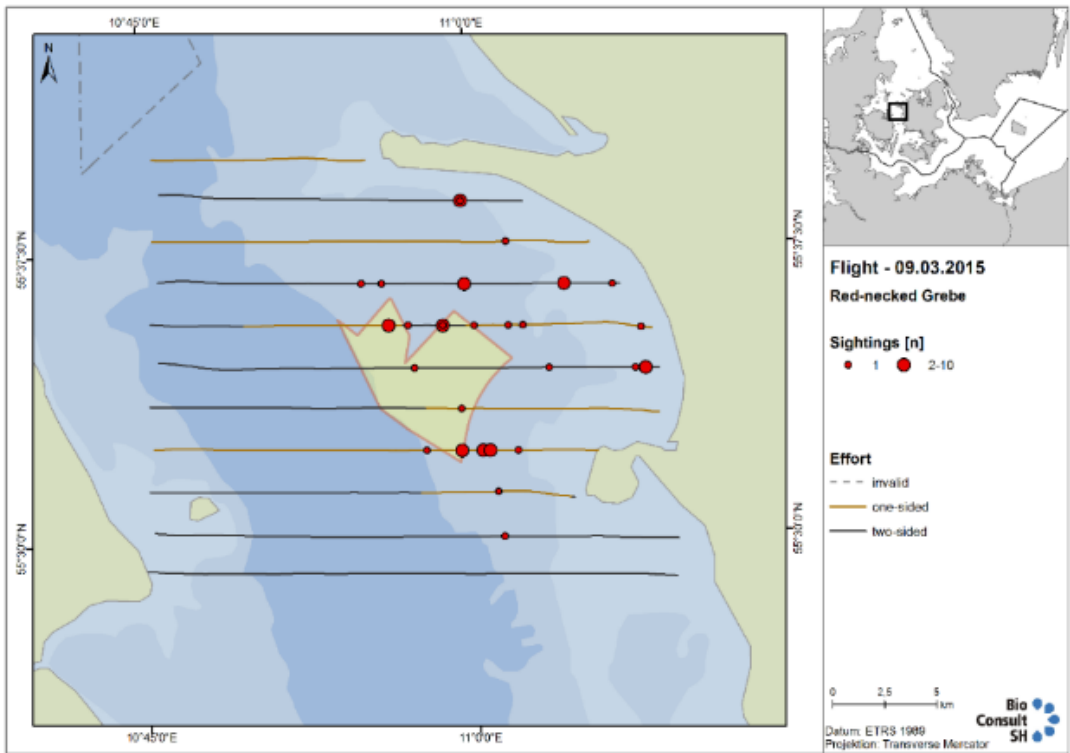 10°45'0"E
11°0'0"E
N
55°37'30"N
55°37'30"N
55°30'0"N
55°30'0"N
10°45'0"E
11°0'0"E
Flight - 09.03.2015
Red-necked Grebe
Sightings [n]
1
2-10
Effort
invalid
one-sided
two-sided
0 2,5 5
km
Datum: ETRS 1989
Projektion: Transverse Mercator
Bio
Consult
SH